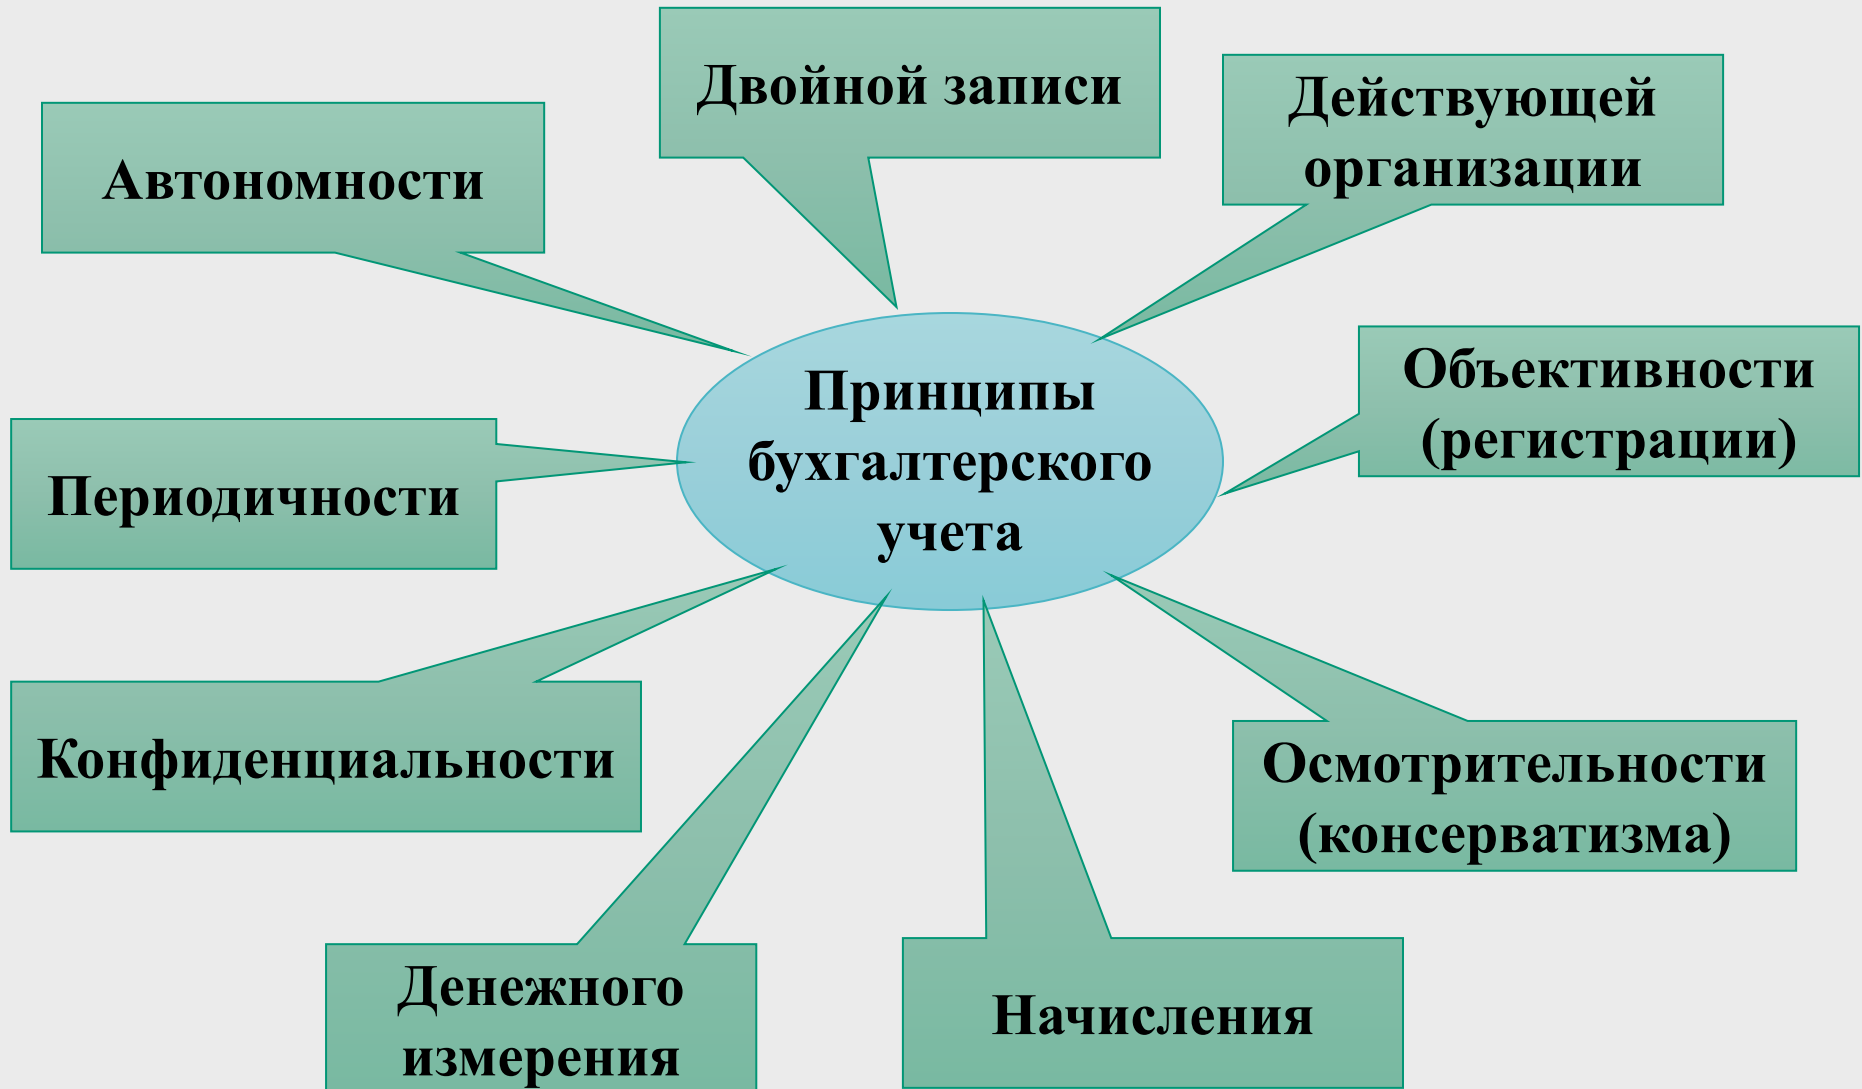 Двойной записи
Действующей
организации
Автономности
Объективности
(регистрации)
Принципы
бухгалтерского
учета
Периодичности
Конфиденциальности
Осмотрительности
(консерватизма)
Денежного
измерения
Начисления